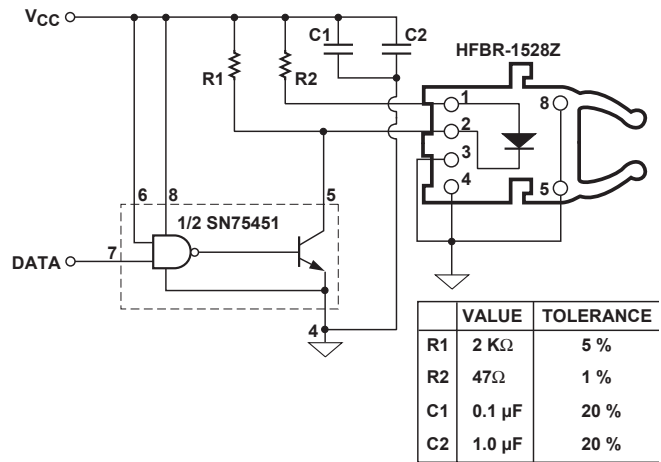 VCC
C1
C2
HFBR-1528Z
R1
R2
1
8
2
3
4
5
6 8 5
1/2 SN75451
DATA
7
4
VALUE TOLERANCE
R1 2 KΩ 5 %
R2 47Ω 1 %
C1 0.1 µF 20 %
C2 1.0 µF 20 %